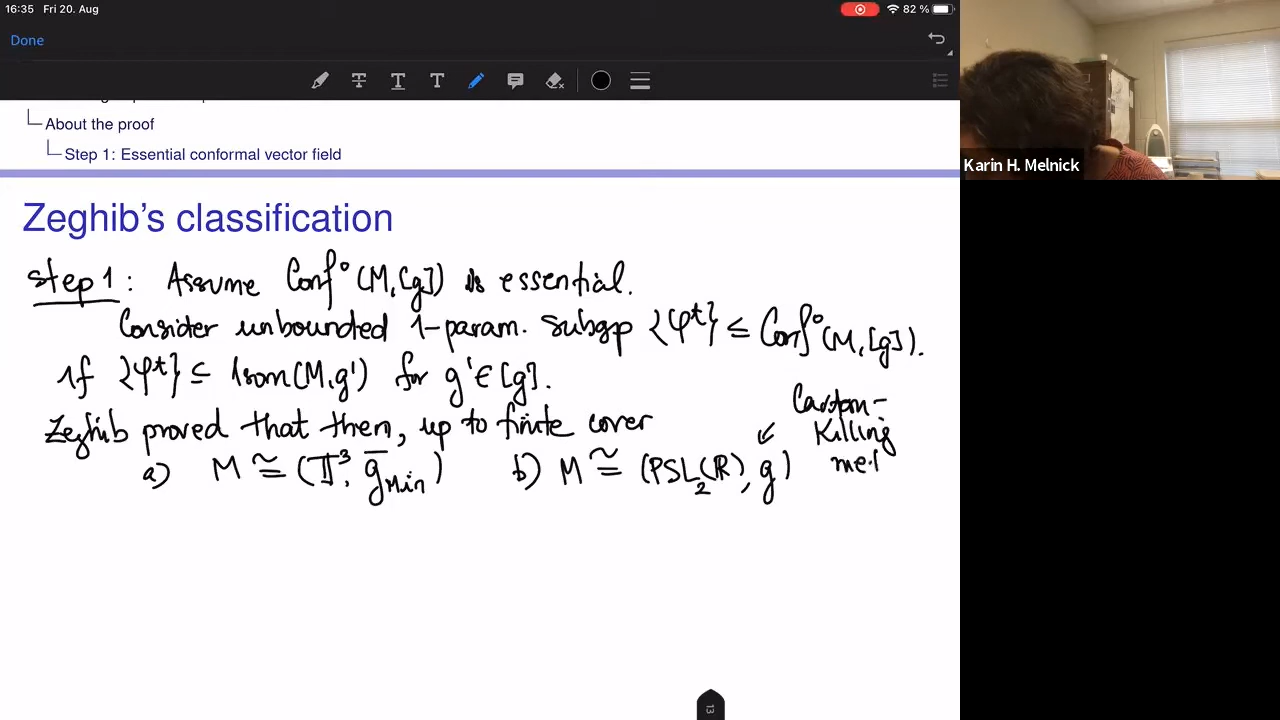 16:35 Fri 20. Aug
82 %
Done
About the proof
Step 1: Essential conformal vector field
Karin H. Melnick
Zeghib's classification
Step 1: Assume Conf° (M,[g]) is essential.
Consider unbounded 1-param. subgp {φᵗ} ≤ Conf° (M,[g]).
If {φᵗ} ≤ Isom(M,g') for g' ∈ [g].
Zeghib proved that then, up to finite cover
Cartan-
Killing
a) M ≅ (𝕋³, g̅_Min) b) M ≅ (PSL₂(ℝ), g)
13